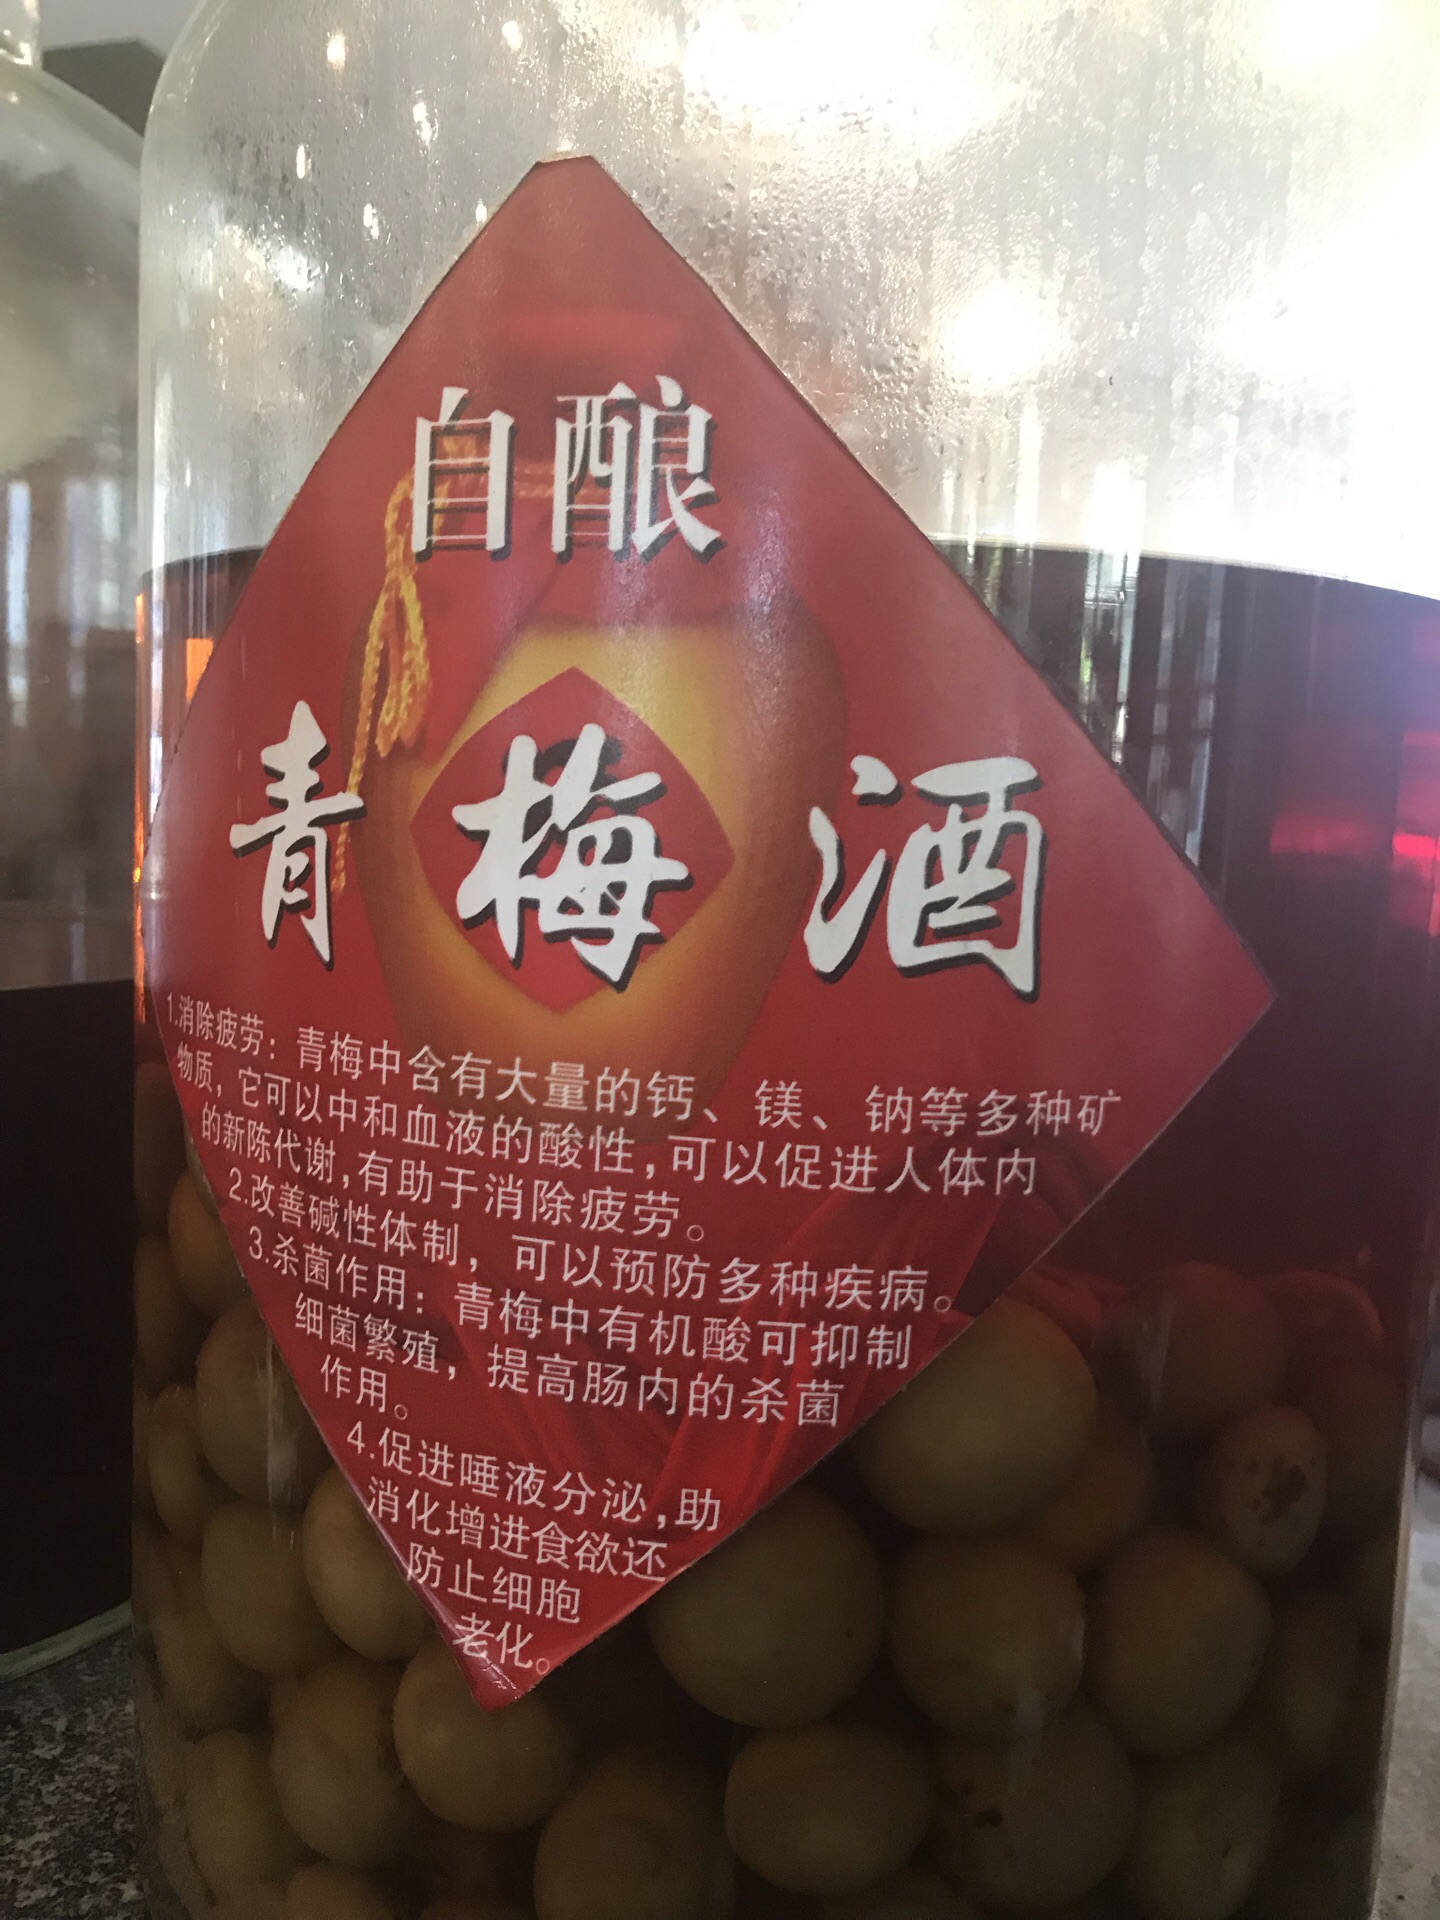 自酿
青梅酒
1.消除疲劳：青梅中含有大量的钙、镁、钠等多种矿
物质，它可以中和血液的酸性，可以促进人体内
的新陈代谢，有助于消除疲劳。
2.改善碱性体制，可以预防多种疾病。
3.杀菌作用：青梅中有机酸可抑制
细菌繁殖，提高肠内的杀菌
作用。
4.促进唾液分泌，助
消化增进食欲还
防止细胞
老化。